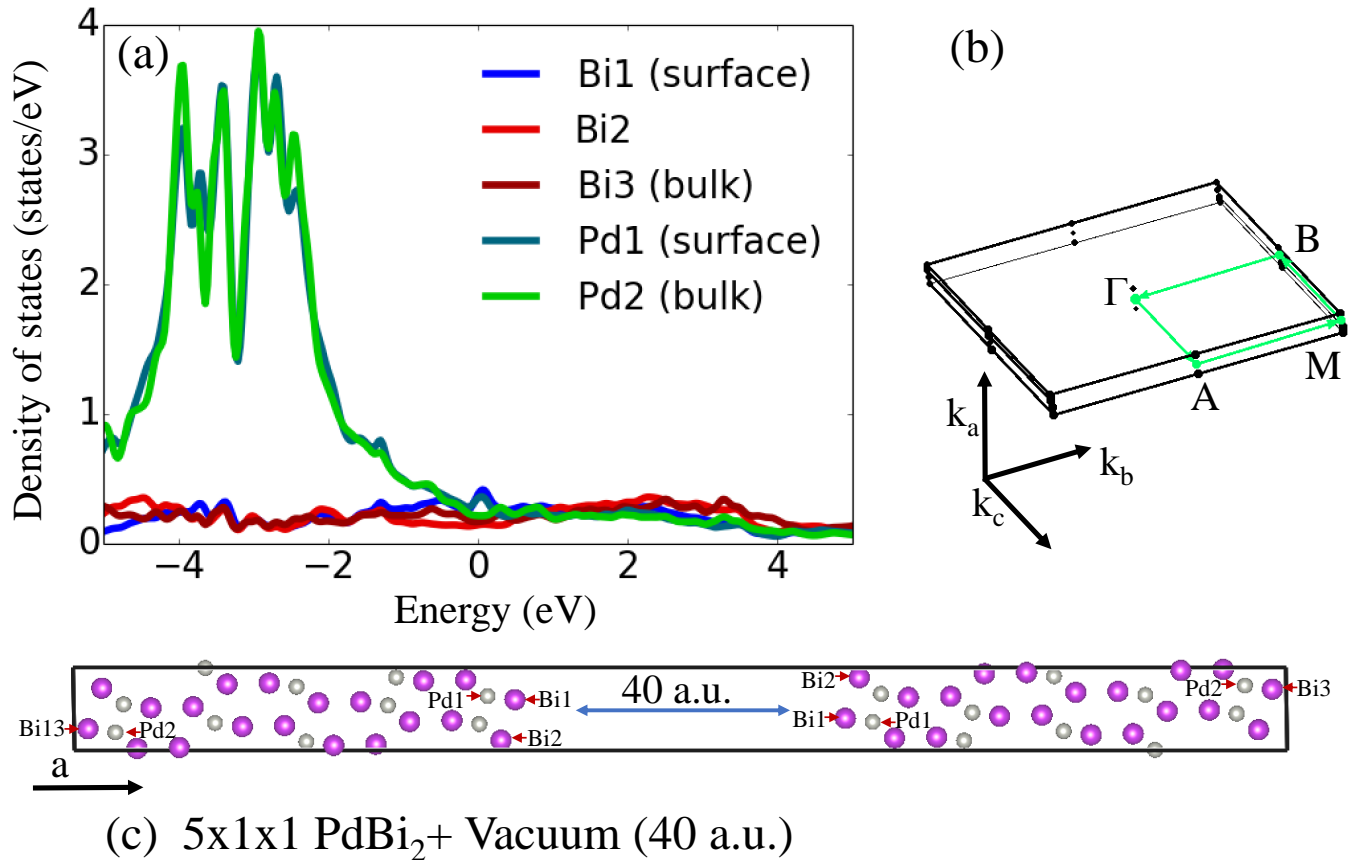 (a)
Density of states (states/eV)
4
3
2
1
0
−4
−2
0
2
4
Energy (eV)
Bi1 (surface)
Bi2
Bi3 (bulk)
Pd1 (surface)
Pd2 (bulk)
(b)
B
Γ
M
A
kₐ
k_b
k_c
Bi13
Pd2
Pd1
Bi1
Bi2
40 a.u.
Bi2
Bi1
Pd1
Pd2
Bi3
a
(c) 5x1x1 PdBi₂+ Vacuum (40 a.u.)